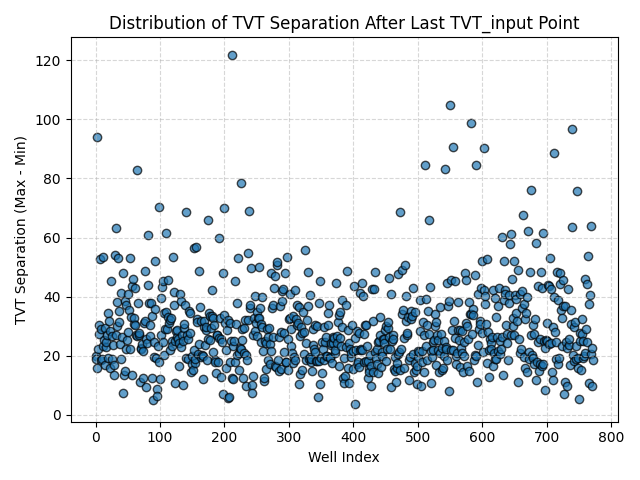 Distribution of TVT Separation After Last TVT_input Point
TVT Separation (Max - Min)
120
100
80
60
40
20
0
0 100 200 300 400 500 600 700 800
Well Index